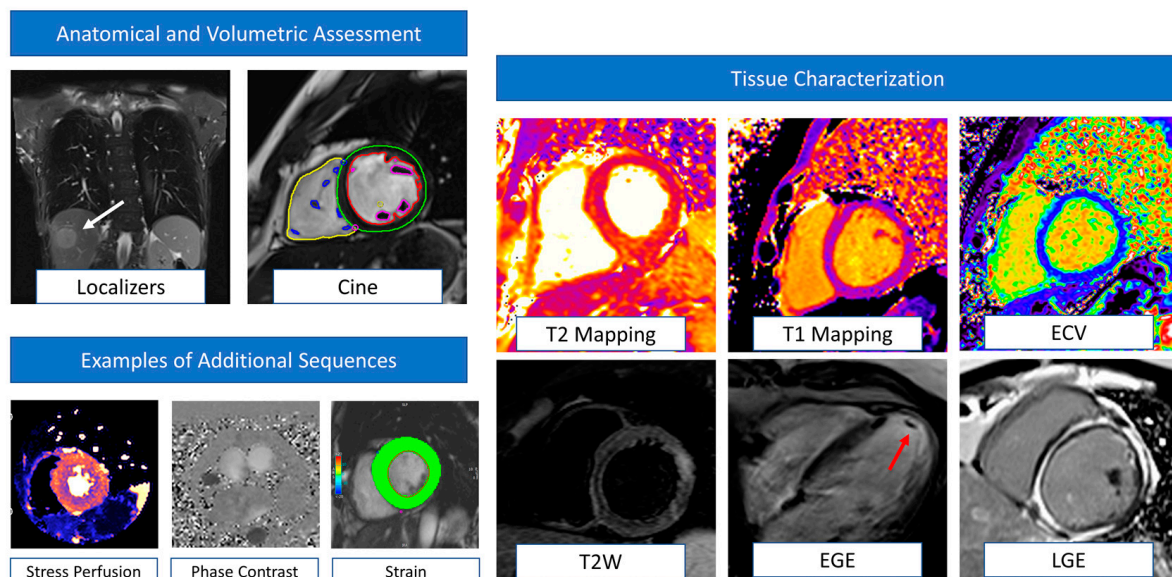 Anatomical and Volumetric Assessment
Localizers
Cine
Examples of Additional Sequences
Stress Perfusion
Phase Contrast
Strain
Tissue Characterization
T2 Mapping
T1 Mapping
ECV
T2W
EGE
LGE